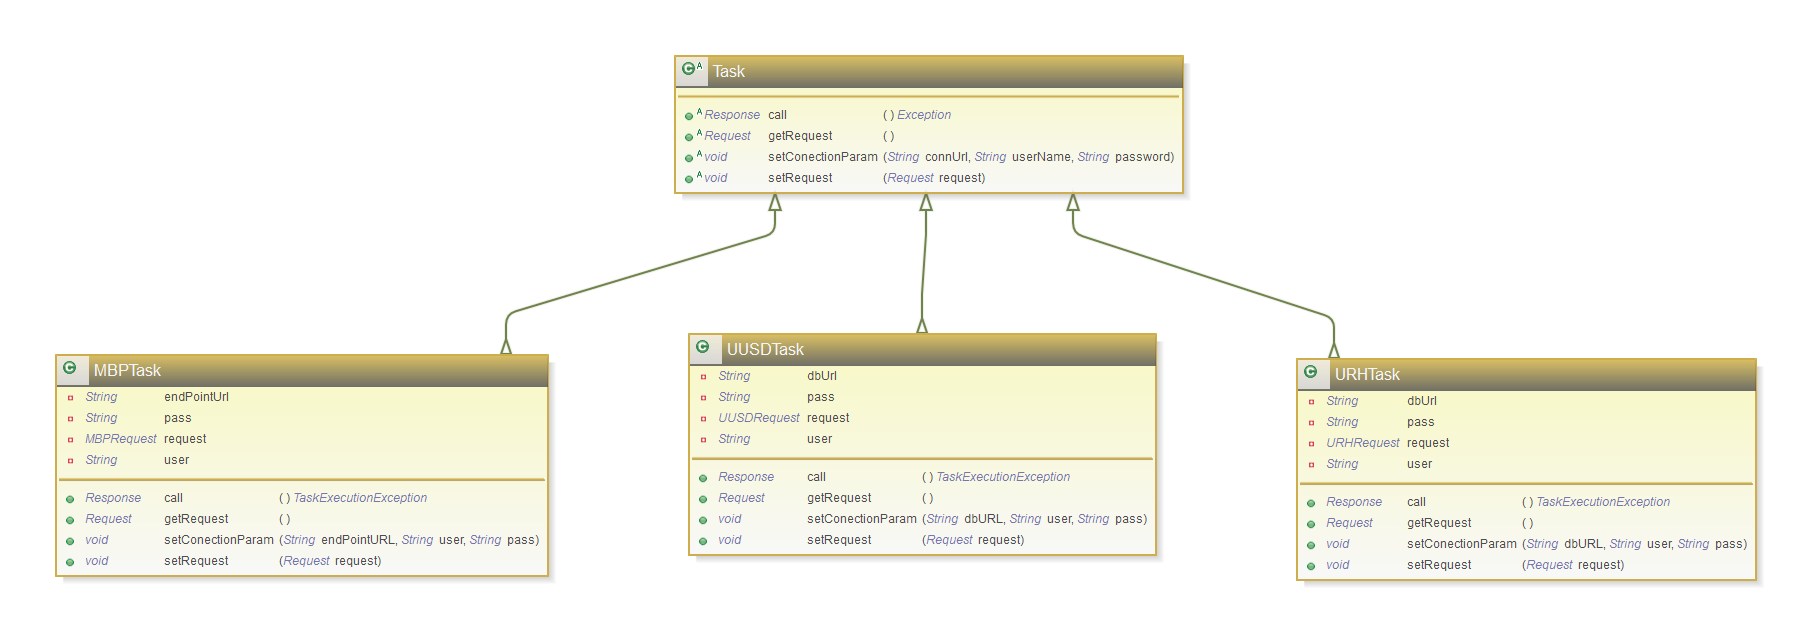 C A Task
A Response call ( ) Exception
A Request getRequest ( )
A void setConectionParam (String connUrl, String userName, String password)
A void setRequest (Request request)
C MBPTask
String endPointUrl
String pass
MBPRequest request
String user
Response call ( ) TaskExecutionException
Request getRequest ( )
void setConectionParam (String endPointURL, String user, String pass)
void setRequest (Request request)
C UUSDTask
String dbUrl
String pass
UUSDRequest request
String user
Response call ( ) TaskExecutionException
Request getRequest ( )
void setConectionParam (String dbURL, String user, String pass)
void setRequest (Request request)
C URHTask
String dbUrl
String pass
URHRequest request
String user
Response call ( ) TaskExecutionException
Request getRequest ( )
void setConectionParam (String dbURL, String user, String pass)
void setRequest (Request request)